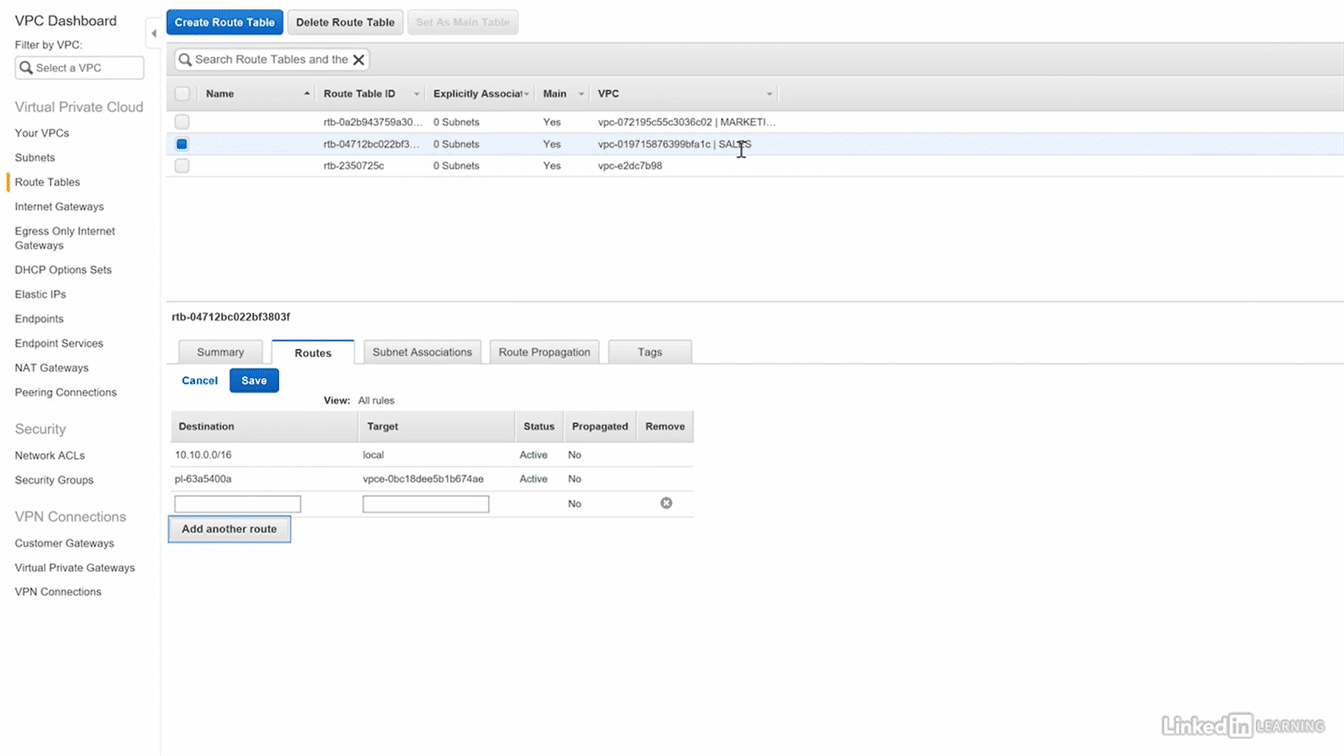 VPC Dashboard
Filter by VPC:
Select a VPC
Virtual Private Cloud
Your VPCs
Subnets
Route Tables
Internet Gateways
Egress Only Internet
Gateways
DHCP Options Sets
Elastic IPs
Endpoints
Endpoint Services
NAT Gateways
Peering Connections
Security
Network ACLs
Security Groups
VPN Connections
Customer Gateways
Virtual Private Gateways
VPN Connections
Create Route Table Delete Route Table Set As Main Table
Search Route Tables and the
Name Route Table ID Explicitly Associat Main VPC
rtb-0a2b943759a30... 0 Subnets Yes vpc-072195c55c3036c02 | MARKETI...
rtb-04712bc022bf3... 0 Subnets Yes vpc-019715876399bfa1c | SALES
rtb-2350725c 0 Subnets Yes vpc-e2dc7b98
rtb-04712bc022bf3803f
Summary Routes Subnet Associations Route Propagation Tags
Cancel Save
View: All rules
Destination Target Status Propagated Remove
10.10.0.0/16 local Active No
pl-63a5400a vpce-0bc18dee5b1b674ae Active No
No
Add another route
Linked in LEARNING